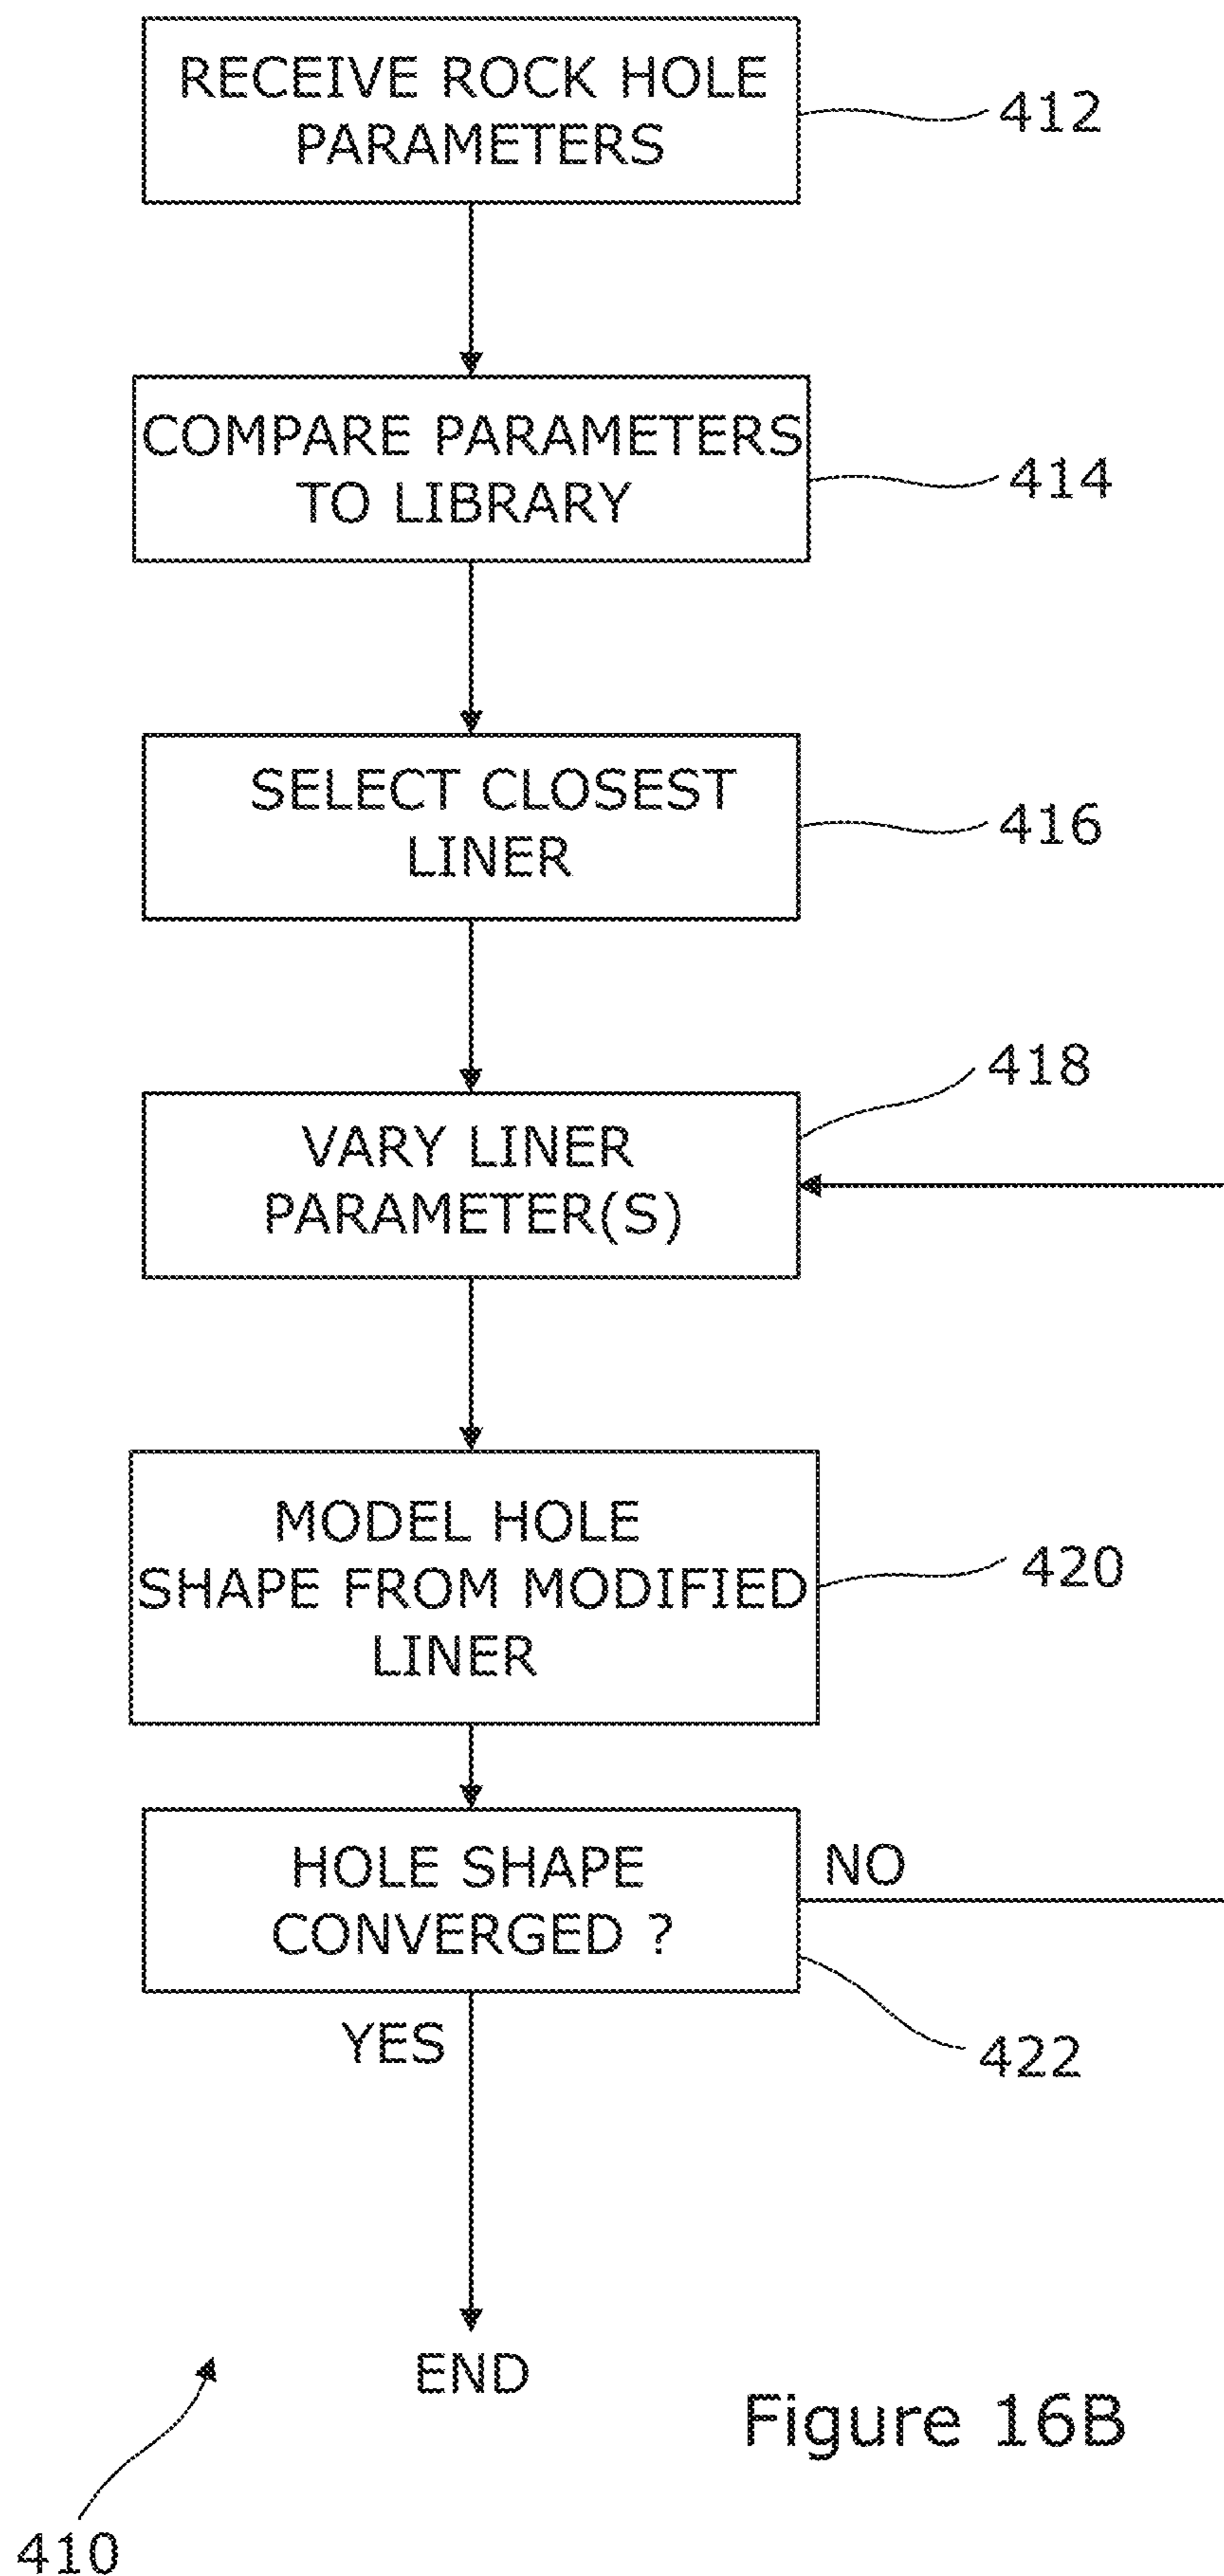 RECEIVE ROCK HOLE
PARAMETERS
412
COMPARE PARAMETERS
TO LIBRARY
414
SELECT CLOSEST
LINER
416
418
VARY LINER
PARAMETER(S)
MODEL HOLE
SHAPE FROM MODIFIED
LINER
420
HOLE SHAPE
CONVERGED ?
NO
YES
422
END
Figure 16B
410